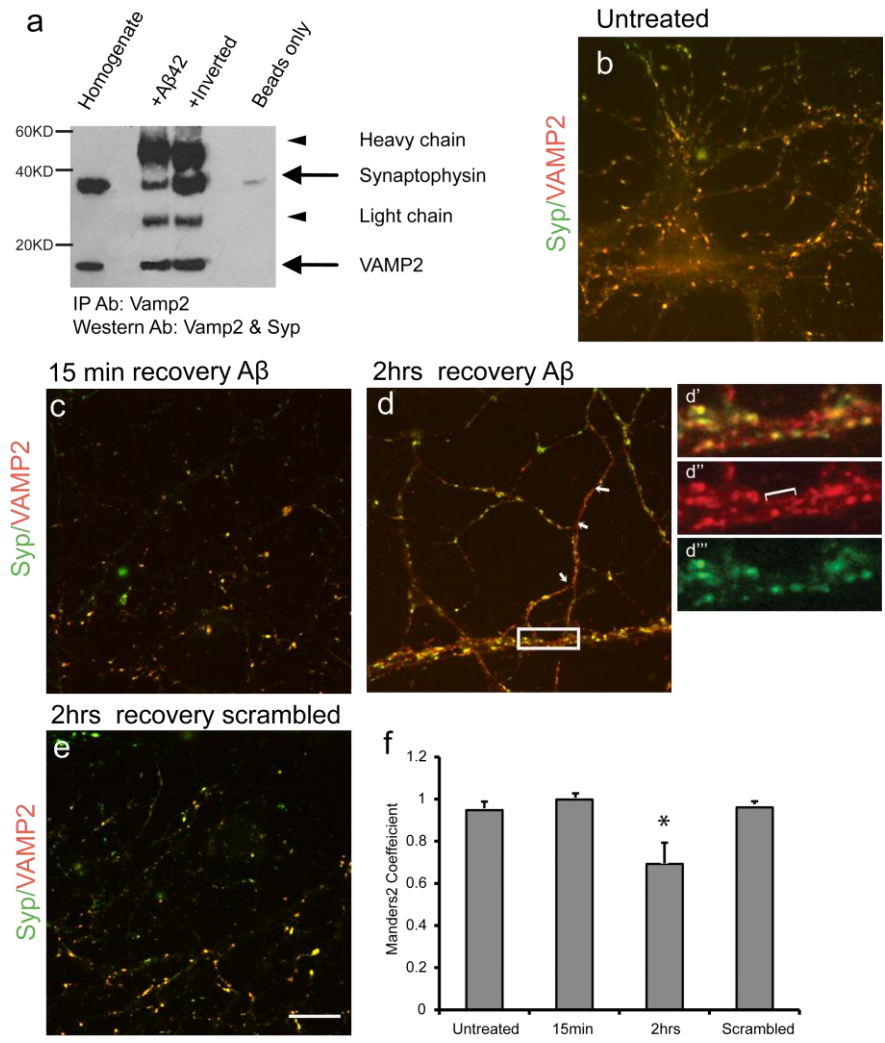 a
Homogenate
+Aβ42
+Inverted
Beads only
60KD
40KD
20KD
Heavy chain
Synaptophysin
Light chain
VAMP2
IP Ab: Vamp2
Western Ab: Vamp2 & Syp
Untreated
b
Syp/VAMP2
15 min recovery Aβ
c
Syp/VAMP2
2hrs recovery Aβ
d
d'
d''
d'''
2hrs recovery scrambled
e
Syp/VAMP2
f
Manders2 Coeffeicient
1.2
1
0.8
0.6
0.4
0.2
0
*
Untreated
15min
2hrs
Scrambled